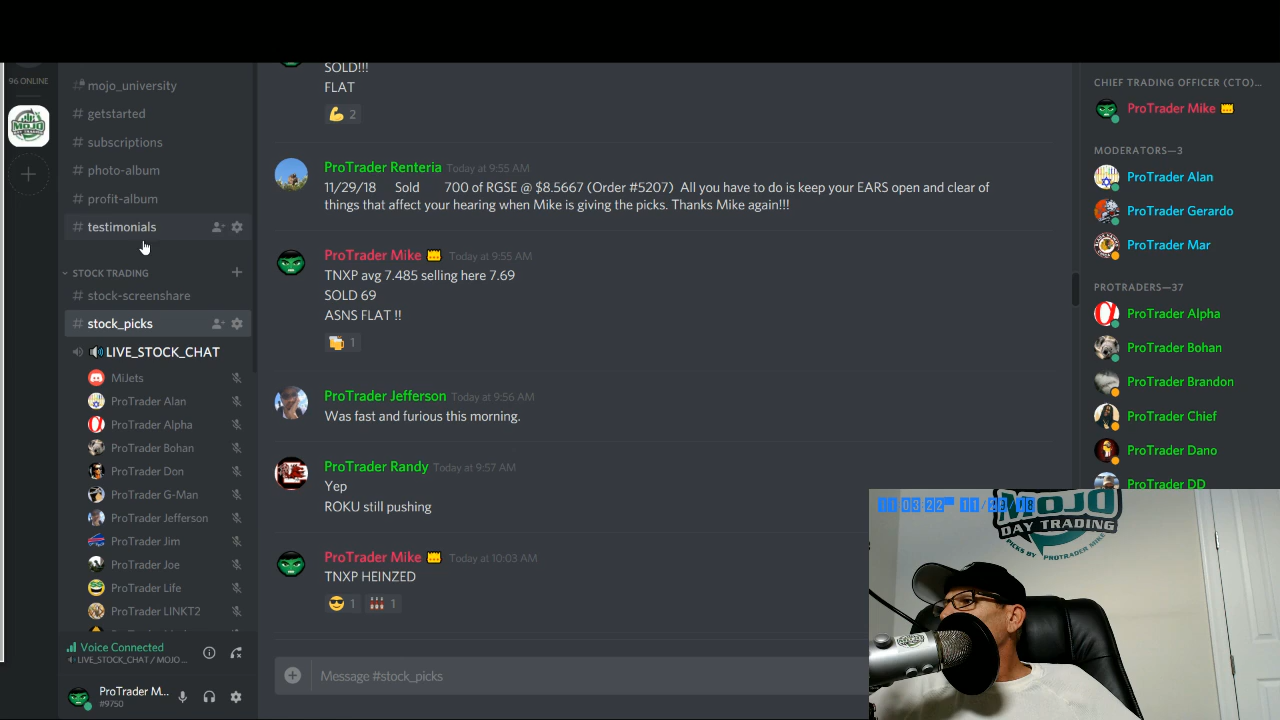 96 ONLINE
mojo_university
# getstarted
# subscriptions
# photo-album
# profit-album
# testimonials
STOCK TRADING
# stock-screenshare
# stock_picks
LIVE_STOCK_CHAT
MiJets
ProTrader Alan
ProTrader Alpha
ProTrader Bohan
ProTrader Don
ProTrader G-Man
ProTrader Jefferson
ProTrader Jim
ProTrader Joe
ProTrader Life
ProTrader LINKT2
Voice Connected
LIVE_STOCK_CHAT / MOJO ...
ProTrader M...
#9750
SOLD!!!
FLAT
2
ProTrader Renteria Today at 9:55 AM
11/29/18 Sold 700 of RGSE @ $8.5667 (Order #5207) All you have to do is keep your EARS open and clear of
things that affect your hearing when Mike is giving the picks. Thanks Mike again!!!
ProTrader Mike Today at 9:55 AM
TNXP avg 7.485 selling here 7.69
SOLD 69
ASNS FLAT !!
1
ProTrader Jefferson Today at 9:56 AM
Was fast and furious this morning.
ProTrader Randy Today at 9:57 AM
Yep
ROKU still pushing
ProTrader Mike Today at 10:03 AM
TNXP HEINZED
1 1
Message #stock_picks
CHIEF TRADING OFFICER (CTO)...
ProTrader Mike
MODERATORS—3
ProTrader Alan
ProTrader Gerardo
ProTrader Mar
PROTRADERS—37
ProTrader Alpha
ProTrader Bohan
ProTrader Brandon
ProTrader Chief
ProTrader Dano
ProTrader DD
MOJO
DAY TRADING
PICKS BY PROTRADER MIKE